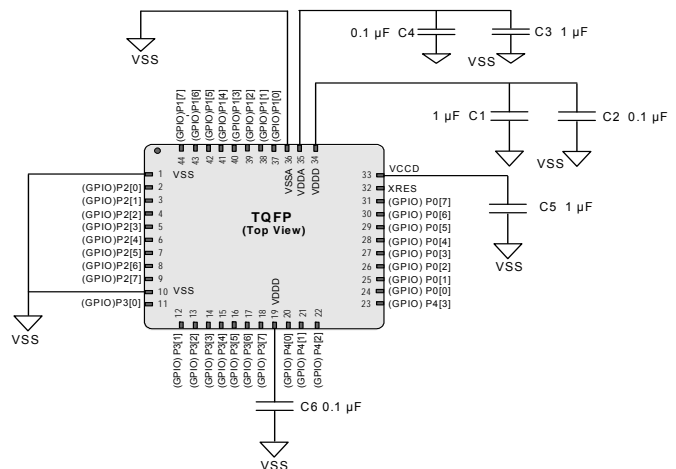 0.1 µF C4
C3 1 µF
VSS
VSS
1 µF C1
C2 0.1 µF
VSS
(GPIO)P1[7]
(GPIO)P1[6]
(GPIO)P1[5]
(GPIO)P1[4]
(GPIO)P1[3]
(GPIO)P1[2]
(GPIO)P1[1]
(GPIO)P1[0]
44
43
42
41
40
39
38
37
36
35
34
VSSA
VDDA
VDDD
TQFP
(Top View)
1 VSS
(GPIO)P2[0] 2
(GPIO)P2[1] 3
(GPIO)P2[2] 4
(GPIO)P2[3] 5
(GPIO)P2[4] 6
(GPIO)P2[5] 7
(GPIO)P2[6] 8
(GPIO)P2[7] 9
10 VSS
(GPIO)P3[0] 11
VSS
33 VCCD
32 XRES
31 (GPIO) P0[7]
30 (GPIO) P0[6]
29 (GPIO) P0[5]
28 (GPIO) P0[4]
27 (GPIO) P0[3]
26 (GPIO) P0[2]
25 (GPIO) P0[1]
24 (GPIO) P0[0]
23 (GPIO) P4[3]
C5 1 µF
VSS
VDDD
12
13
14
15
16
17
18
19
20
21
22
(GPIO) P3[1]
(GPIO) P3[2]
(GPIO) P3[3]
(GPIO) P3[4]
(GPIO) P3[5]
(GPIO) P3[6]
(GPIO) P3[7]
(GPIO) P4[0]
(GPIO) P4[1]
(GPIO) P4[2]
C6 0.1 µF
VSS